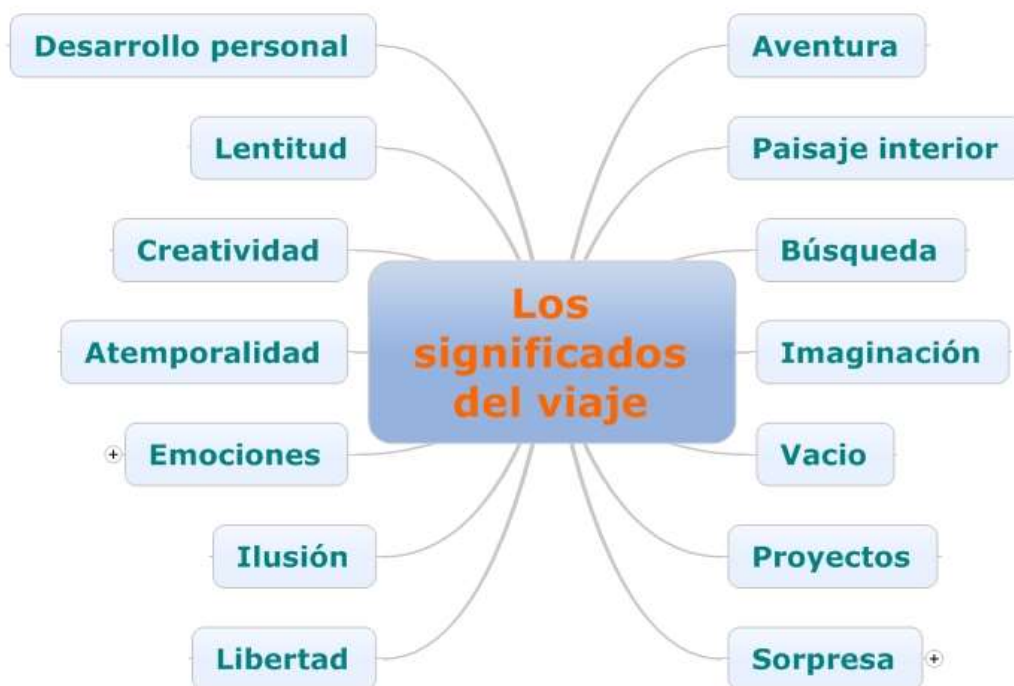 Desarrollo personal
Lentitud
Creatividad
Atemporalidad
Emociones
Ilusión
Libertad
Los
significados
del viaje
Aventura
Paisaje interior
Búsqueda
Imaginación
Vacio
Proyectos
Sorpresa